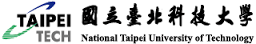 TAIPEI
TECH
國立臺北科技大學
National Taipei University of Technology